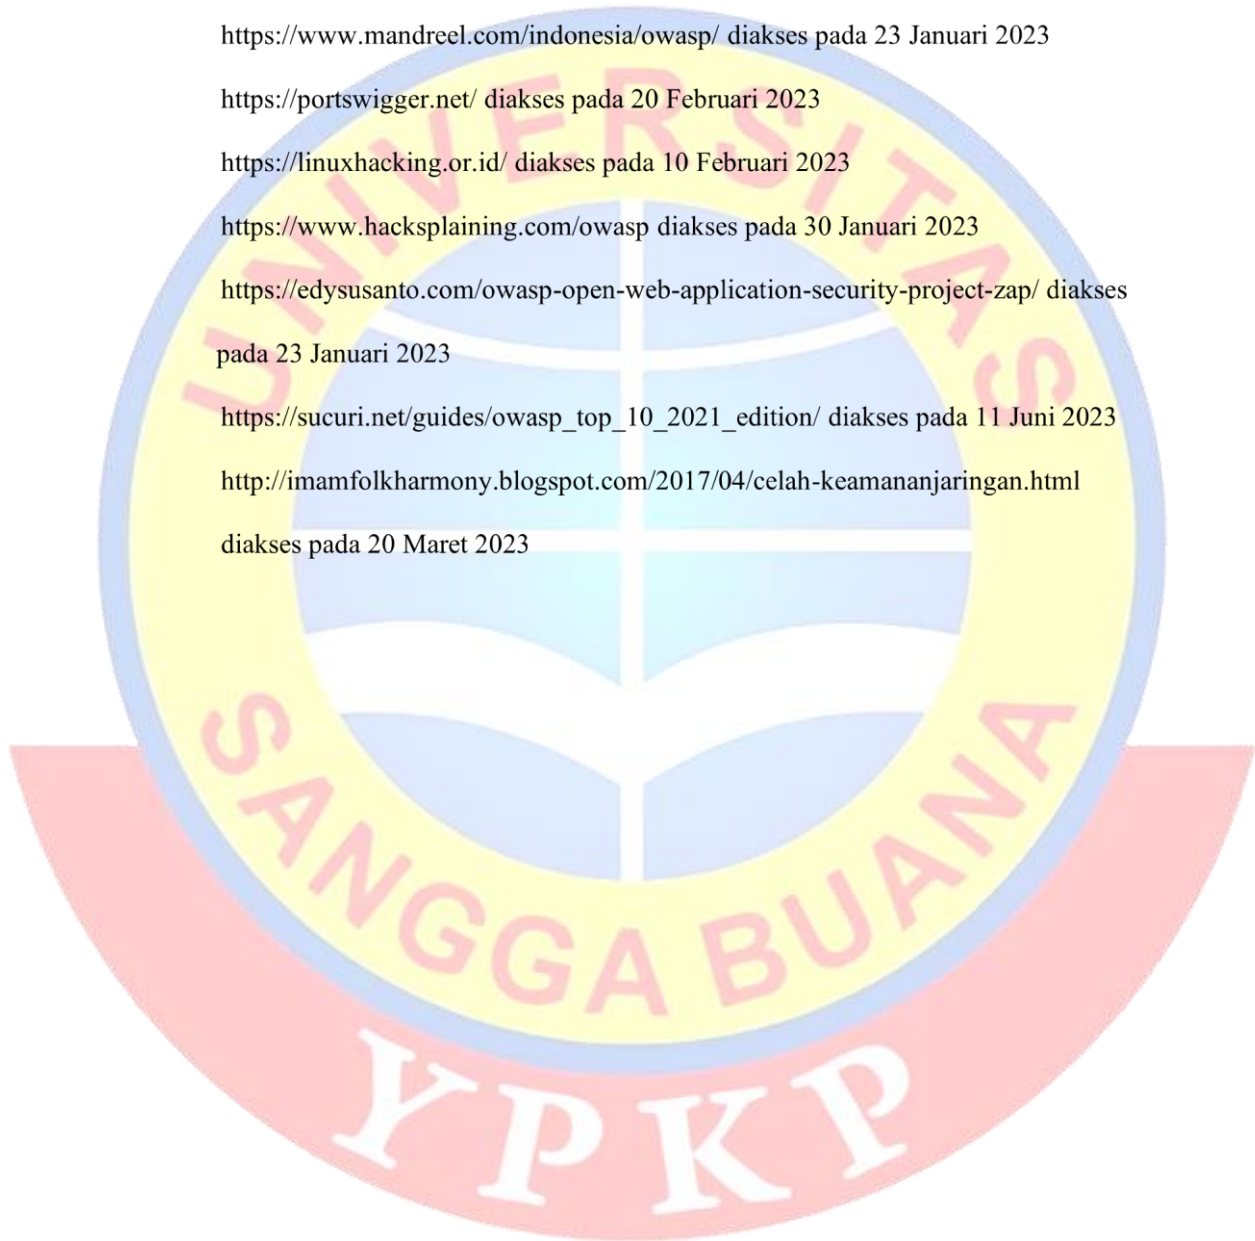 https://www.mandreel.com/indonesia/owasp/ diakses pada 23 Januari 2023
https://portswigger.net/ diakses pada 20 Februari 2023
https://linuxhacking.or.id/ diakses pada 10 Februari 2023
https://www.hacksplaining.com/owasp diakses pada 30 Januari 2023
https://edysusanto.com/owasp-open-web-application-security-project-zap/ diakses
pada 23 Januari 2023
https://sucuri.net/guides/owasp_top_10_2021_edition/ diakses pada 11 Juni 2023
http://imamfolkharmony.blogspot.com/2017/04/celah-keamananjaringan.html
diakses pada 20 Maret 2023
UNIVERSITAS
SANGGA BUANA
YPKP